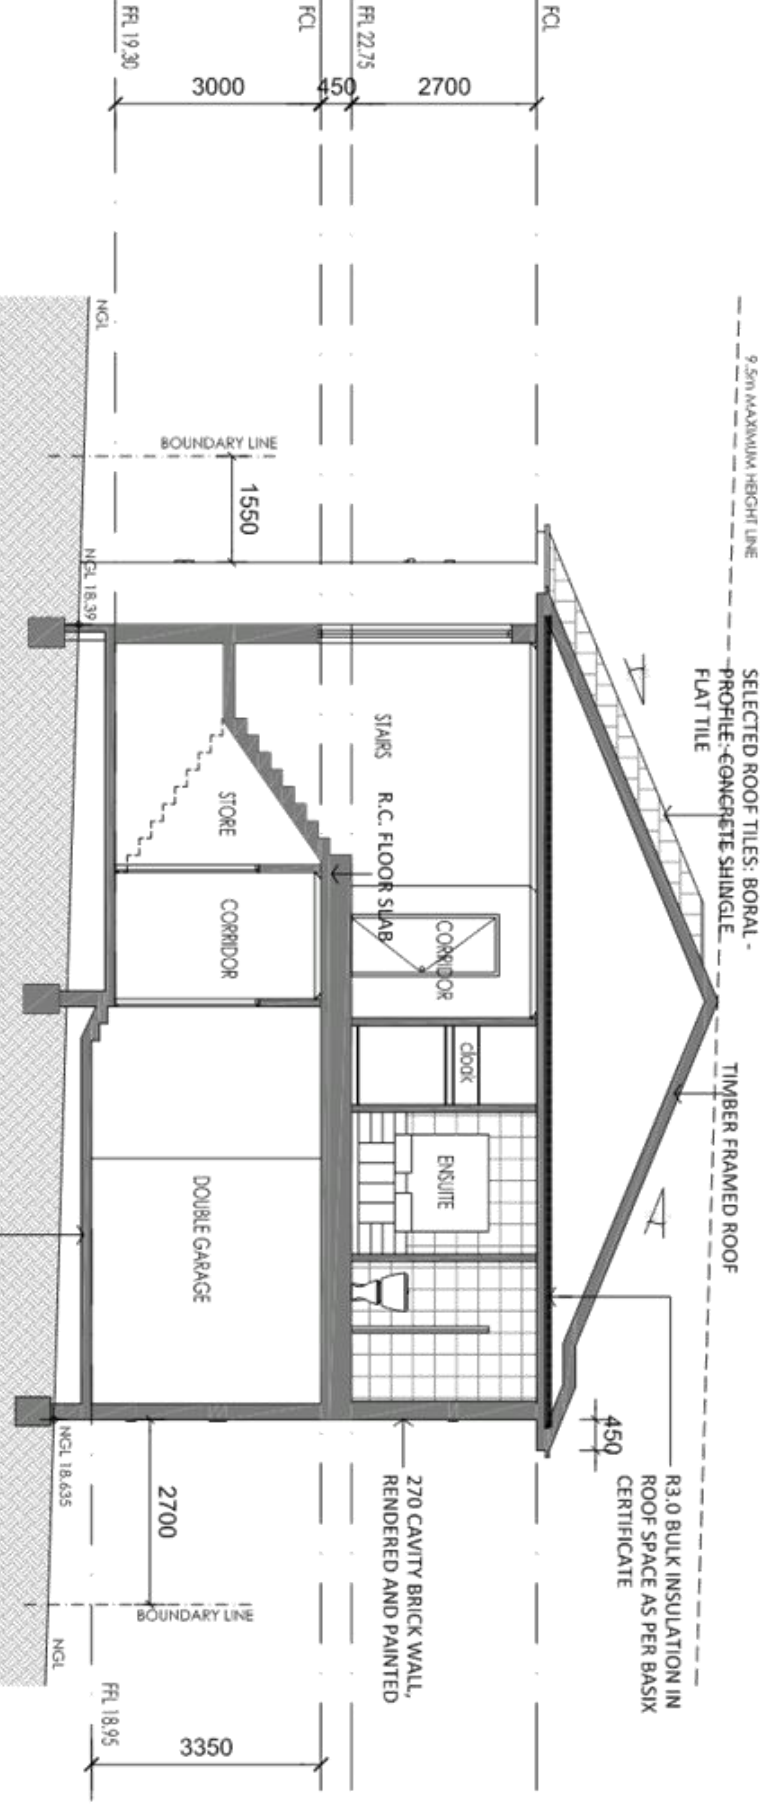 9.5m MAXIMUM HEIGHT LINE
SELECTED ROOF TILES: BORAL -
PROFILE: CONCRETE SHINGLE
FLAT TILE
TIMBER FRAMED ROOF
R3.0 BULK INSULATION IN
ROOF SPACE AS PER BASIX
CERTIFICATE
450
FCL
2700
FFL 22.75
450
FCL
3000
FFL 19.30
270 CAVITY BRICK WALL,
RENDERED AND PAINTED
STAIRS
R.C. FLOOR SLAB
CORRIDOR
cloak
ENSUITE
STORE
CORRIDOR
DOUBLE GARAGE
BOUNDARY LINE
1550
NGL
NGL 18.39
2700
BOUNDARY LINE
NGL 18.635
NGL
FFL 18.95
3350